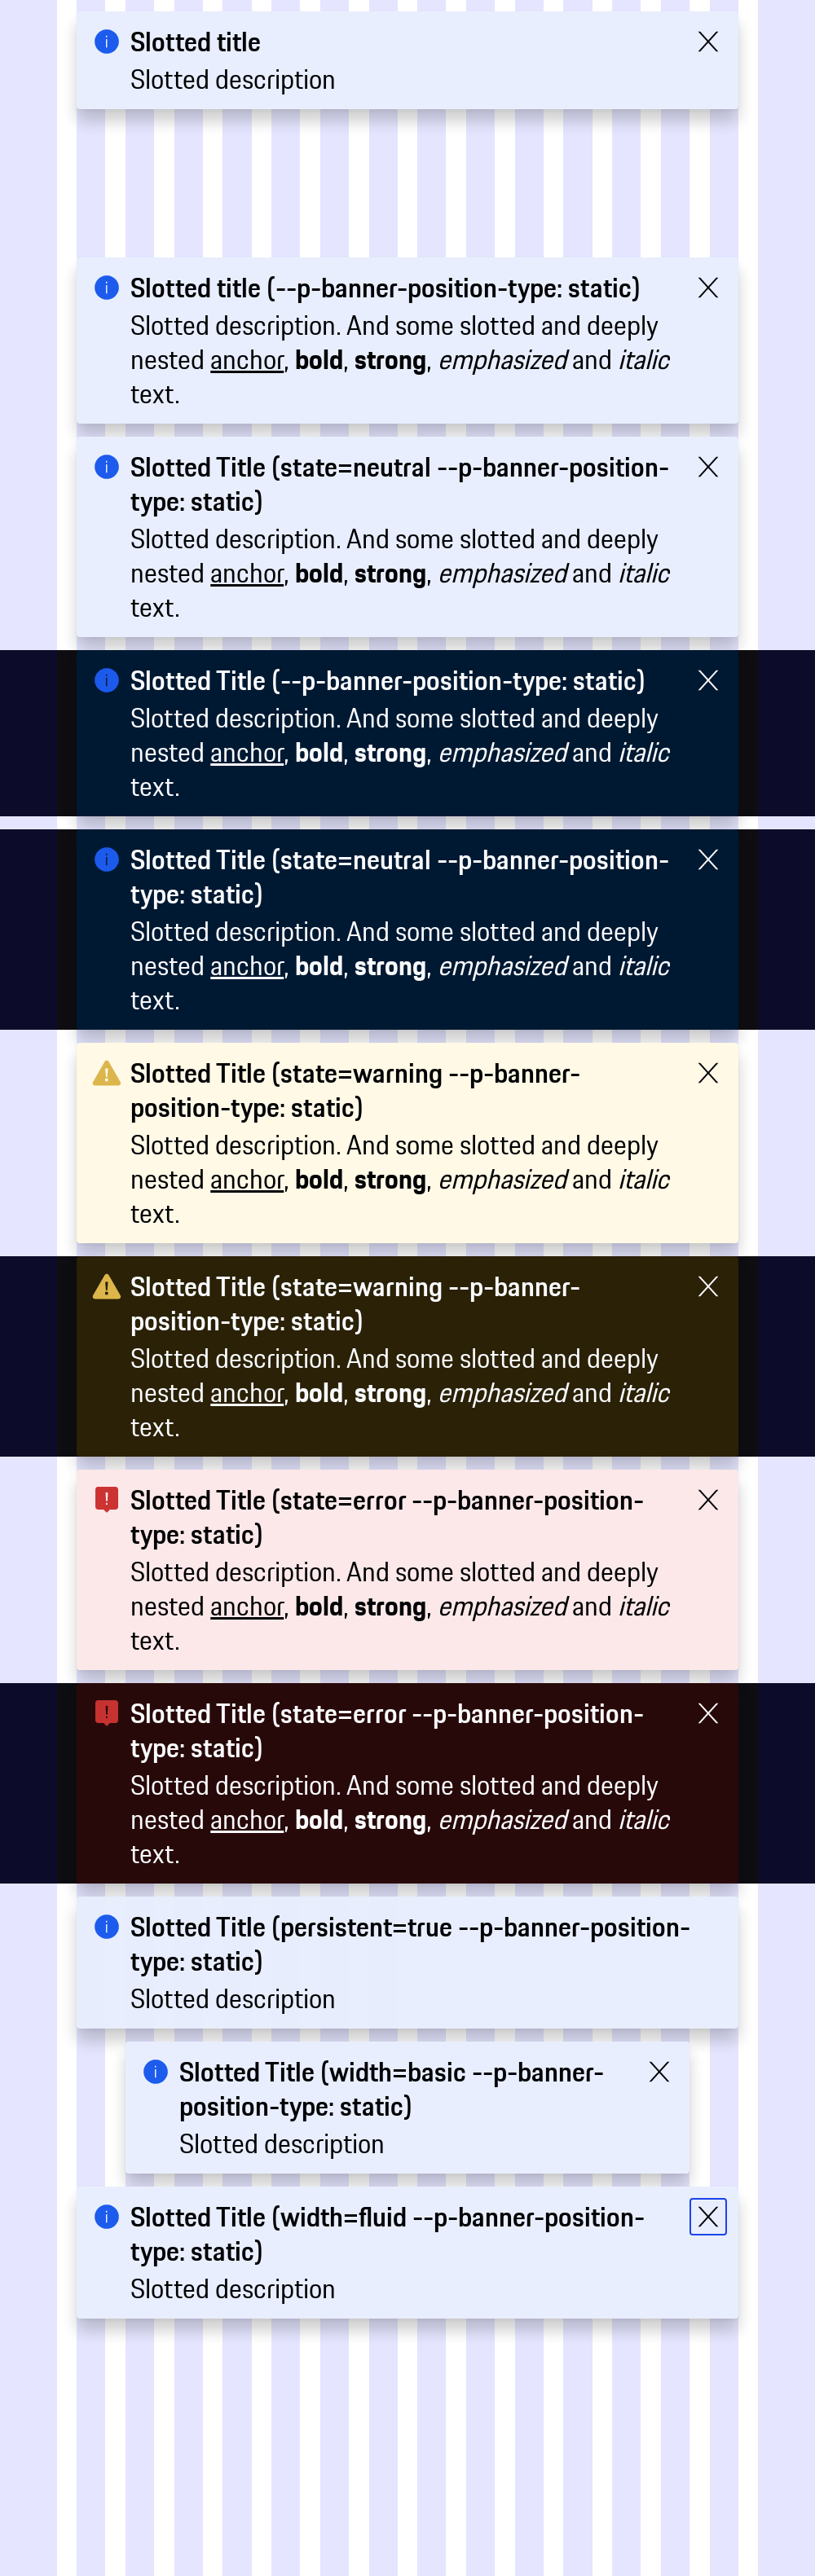 Slotted title
Slotted description
Slotted title (--p-banner-position-type: static)
Slotted description. And some slotted and deeply
nested anchor, bold, strong, emphasized and italic
text.
Slotted Title (state=neutral --p-banner-position-
type: static)
Slotted description. And some slotted and deeply
nested anchor, bold, strong, emphasized and italic
text.
Slotted Title (--p-banner-position-type: static)
Slotted description. And some slotted and deeply
nested anchor, bold, strong, emphasized and italic
text.
Slotted Title (state=neutral --p-banner-position-
type: static)
Slotted description. And some slotted and deeply
nested anchor, bold, strong, emphasized and italic
text.
Slotted Title (state=warning --p-banner-
position-type: static)
Slotted description. And some slotted and deeply
nested anchor, bold, strong, emphasized and italic
text.
Slotted Title (state=warning --p-banner-
position-type: static)
Slotted description. And some slotted and deeply
nested anchor, bold, strong, emphasized and italic
text.
Slotted Title (state=error --p-banner-position-
type: static)
Slotted description. And some slotted and deeply
nested anchor, bold, strong, emphasized and italic
text.
Slotted Title (state=error --p-banner-position-
type: static)
Slotted description. And some slotted and deeply
nested anchor, bold, strong, emphasized and italic
text.
Slotted Title (persistent=true --p-banner-position-
type: static)
Slotted description
Slotted Title (width=basic --p-banner-
position-type: static)
Slotted description
Slotted Title (width=fluid --p-banner-position-
type: static)
Slotted description